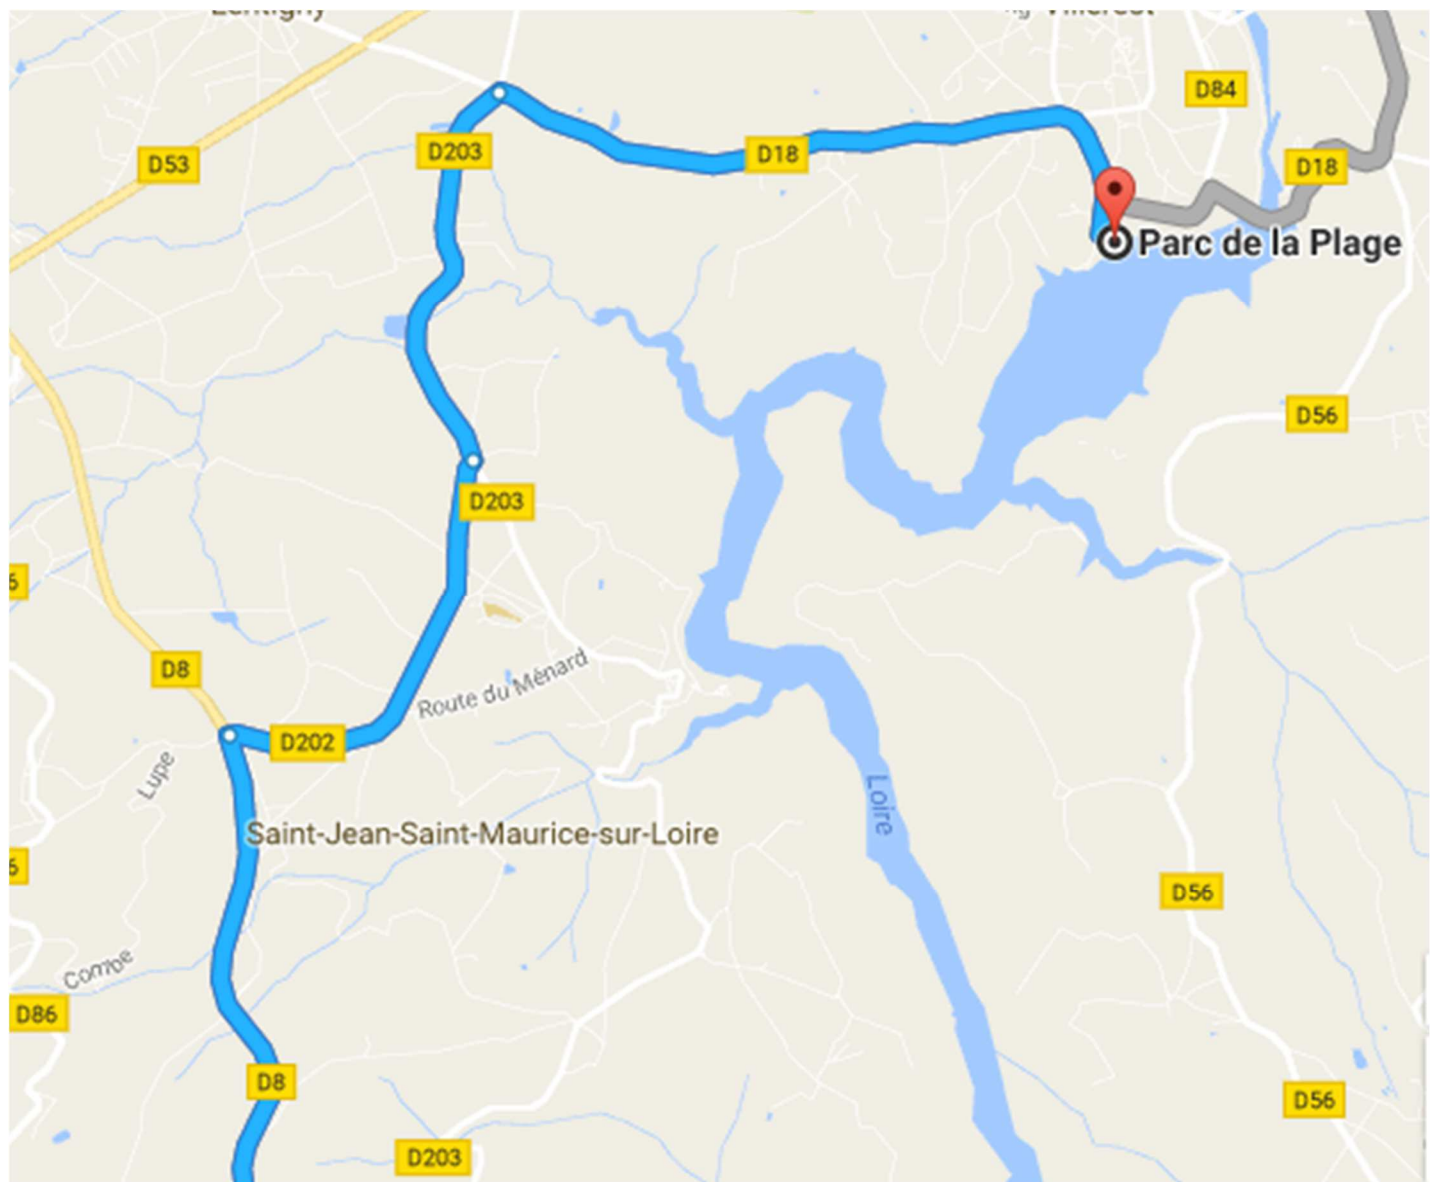 D84
D53
D203
D18
D18
Parc de la Plage
D56
D203
D8
Route du Ménard
D202
Lupe
Loire
Saint-Jean-Saint-Maurice-sur-Loire
D56
Combe
D86
D8
D56
D203